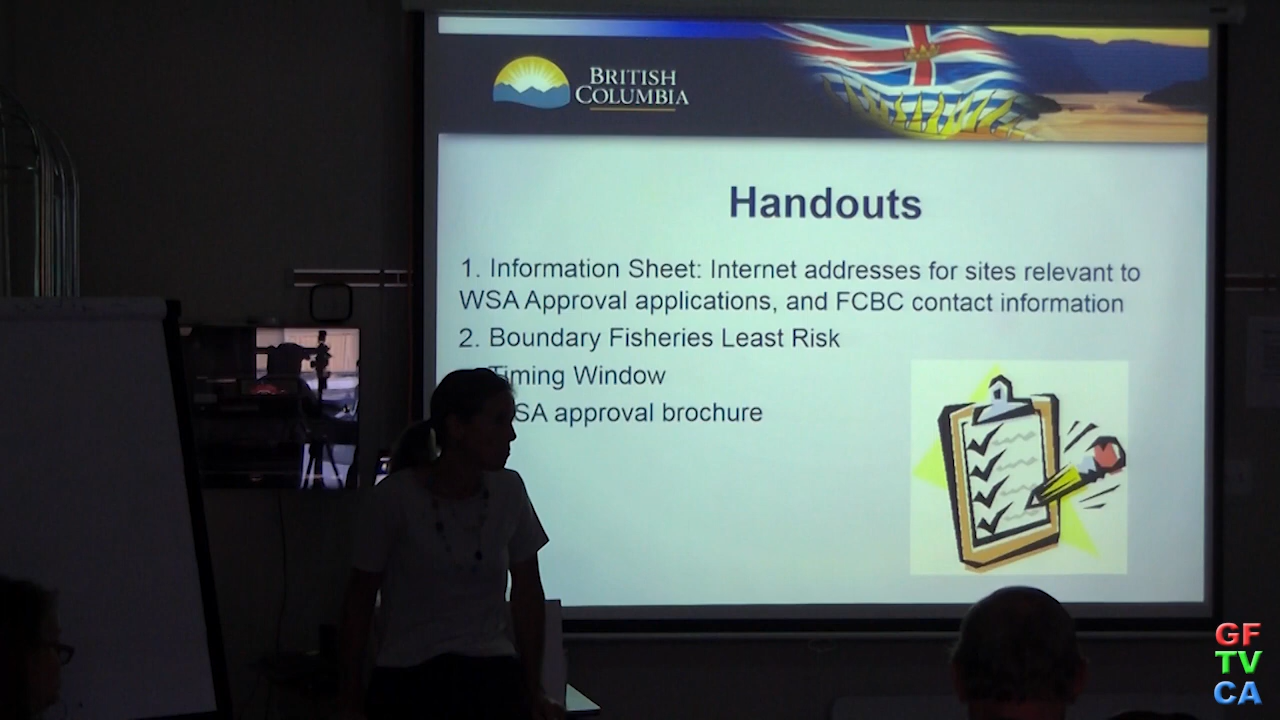 BRITISH
COLUMBIA
Handouts
1. Information Sheet: Internet addresses for sites relevant to
WSA Approval applications, and FCBC contact information
2. Boundary Fisheries Least Risk
Timing Window
approval brochure
GF
TV
CA